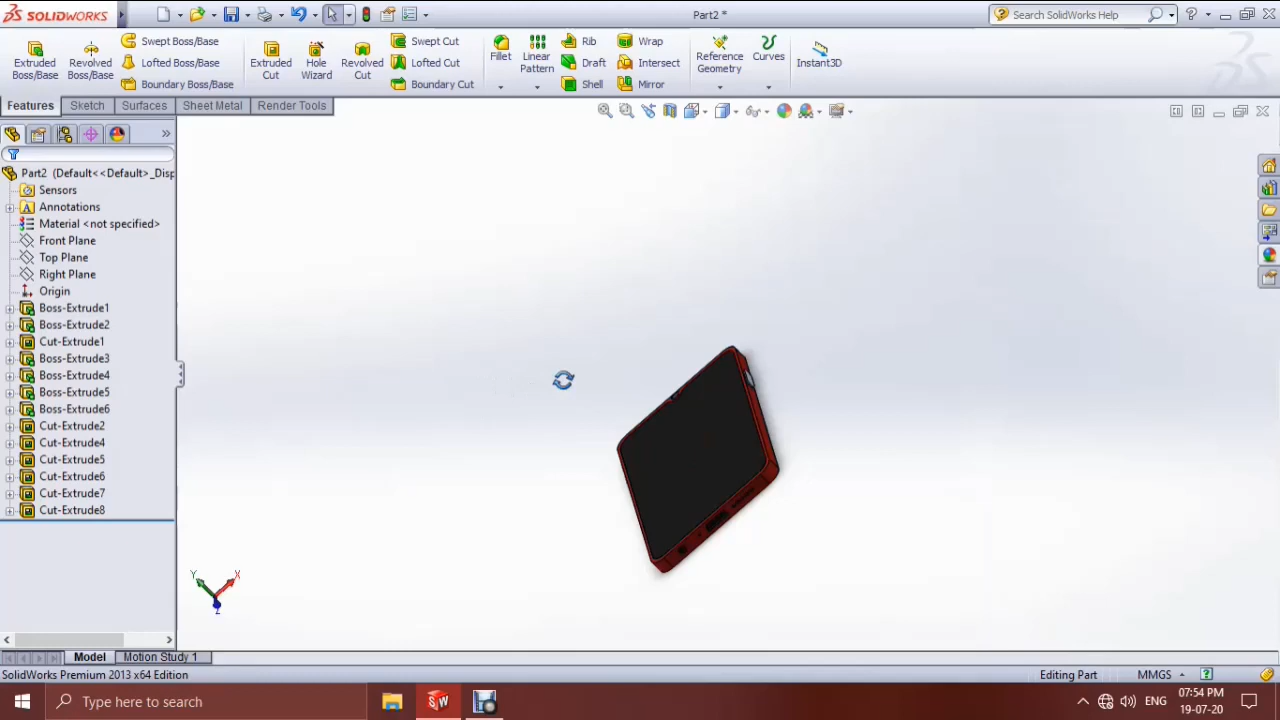 SOLIDWORKS
Part2 *
Search SolidWorks Help
Extruded Boss/Base
Revolved Boss/Base
Swept Boss/Base
Lofted Boss/Base
Boundary Boss/Base
Extruded Cut
Hole Wizard
Revolved Cut
Swept Cut
Lofted Cut
Boundary Cut
Fillet
Linear Pattern
Rib
Draft
Shell
Wrap
Intersect
Mirror
Reference Geometry
Curves
Instant3D
Features Sketch Surfaces Sheet Metal Render Tools
Part2 (Default<<Default>_Disp
Sensors
Annotations
Material <not specified>
Front Plane
Top Plane
Right Plane
Origin
Boss-Extrude1
Boss-Extrude2
Cut-Extrude1
Boss-Extrude3
Boss-Extrude4
Boss-Extrude5
Boss-Extrude6
Cut-Extrude2
Cut-Extrude4
Cut-Extrude5
Cut-Extrude6
Cut-Extrude7
Cut-Extrude8
Y X
Z
Model Motion Study 1
SolidWorks Premium 2013 x64 Edition Editing Part MMGS
Type here to search
ENG
07:54 PM
19-07-20